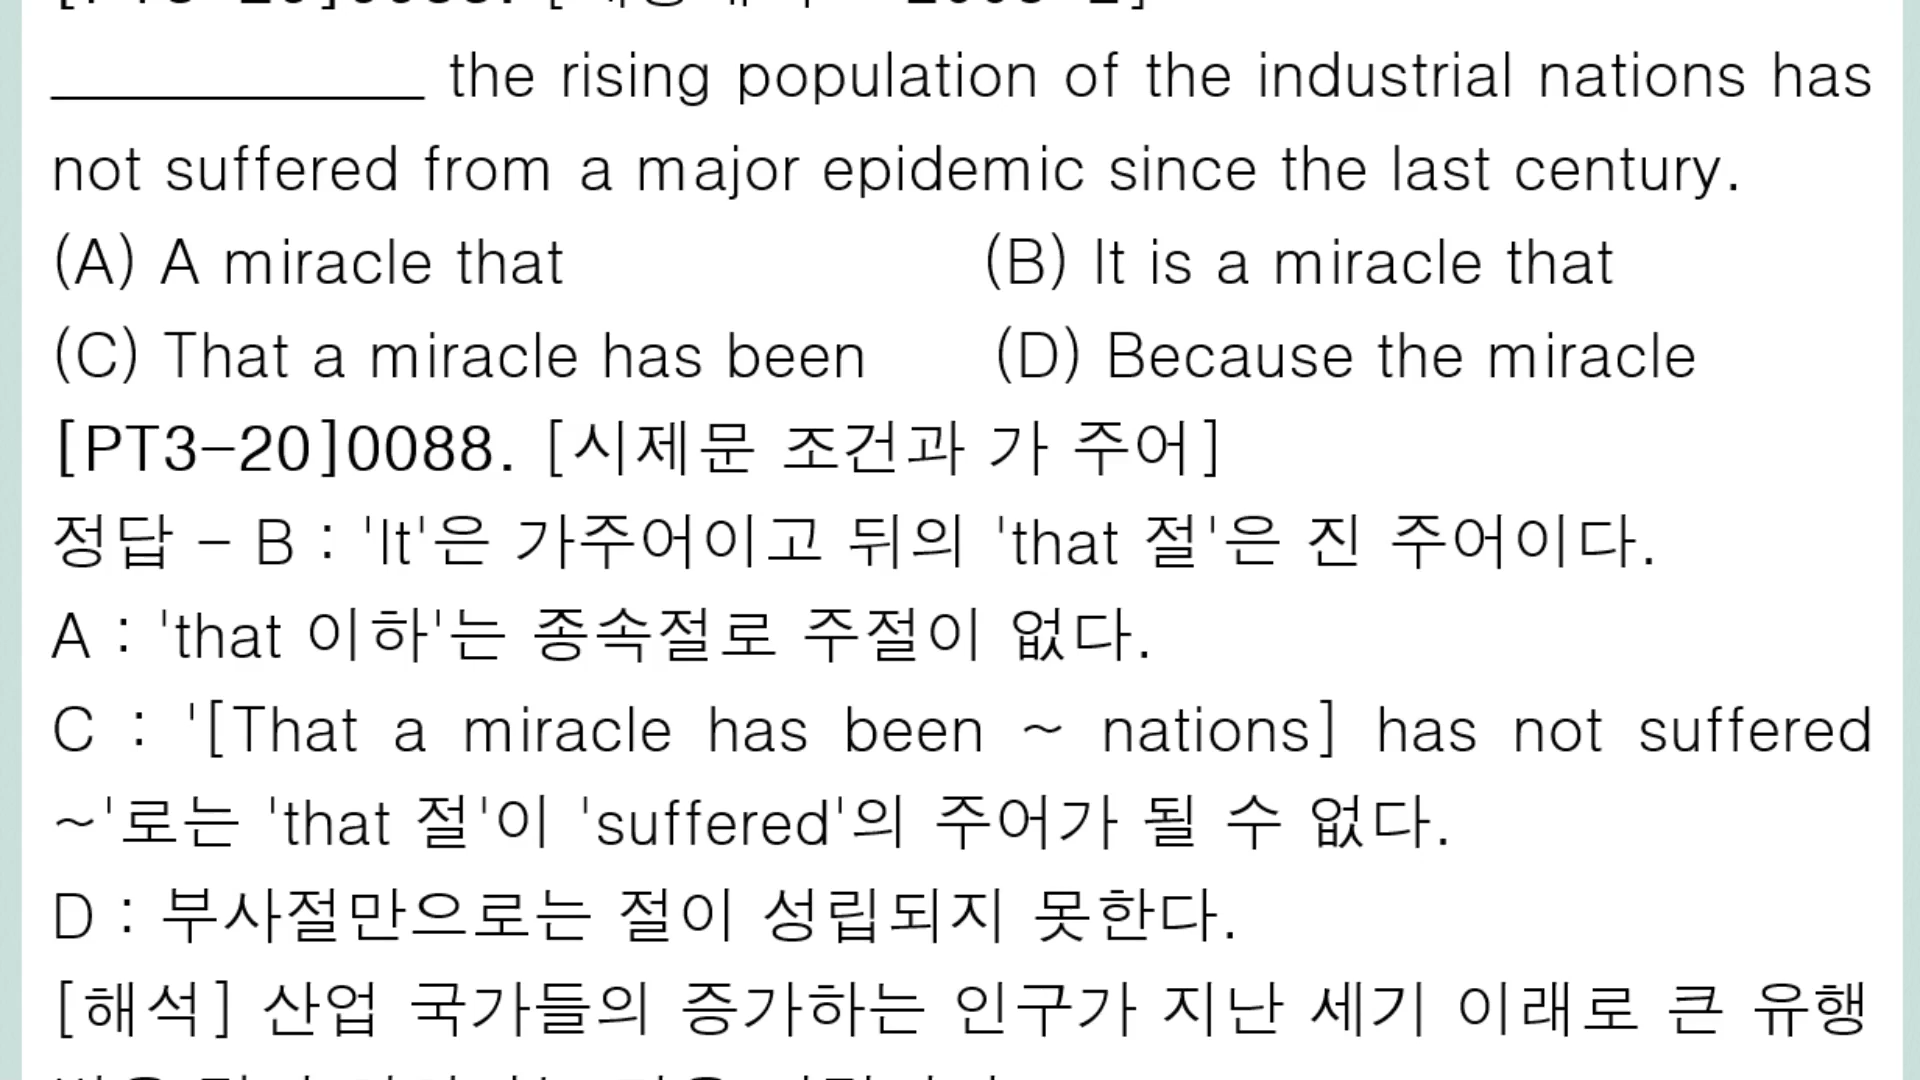 ____________ the rising population of the industrial nations has
not suffered from a major epidemic since the last century.
(A) A miracle that (B) It is a miracle that
(C) That a miracle has been (D) Because the miracle
[PT3-20]0088. [시제문 조건과 가 주어]
정답 - B : 'It'은 가주어이고 뒤의 'that 절'은 진 주어이다.
A : 'that 이하'는 종속절로 주절이 없다.
C : '[That a miracle has been ~ nations] has not suffered
~'로는 'that 절'이 'suffered'의 주어가 될 수 없다.
D : 부사절만으로는 절이 성립되지 못한다.
[해석] 산업 국가들의 증가하는 인구가 지난 세기 이래로 큰 유행